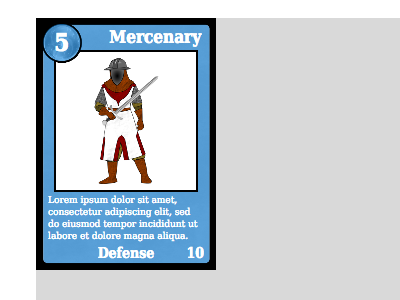 5
Mercenary
Lorem ipsum dolor sit amet,
consectetur adipiscing elit, sed
do eiusmod tempor incididunt ut
labore et dolore magna aliqua.
Defense 10